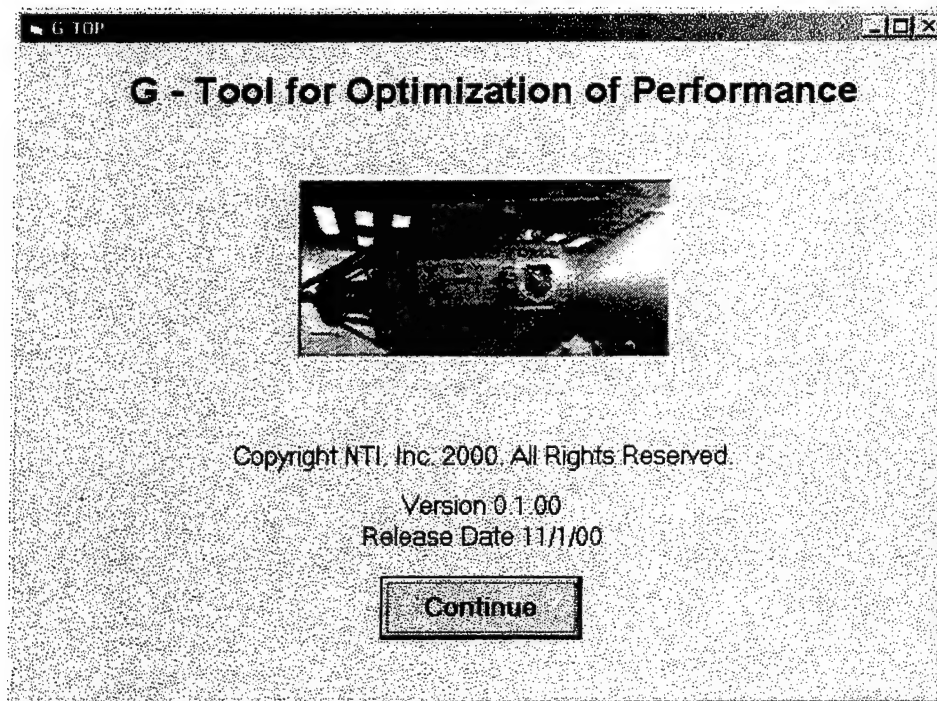 G TOP
G - Tool for Optimization of Performance
Copyright NTI, Inc. 2000. All Rights Reserved.
Version 0.1.00
Release Date 11/1/00
Continue